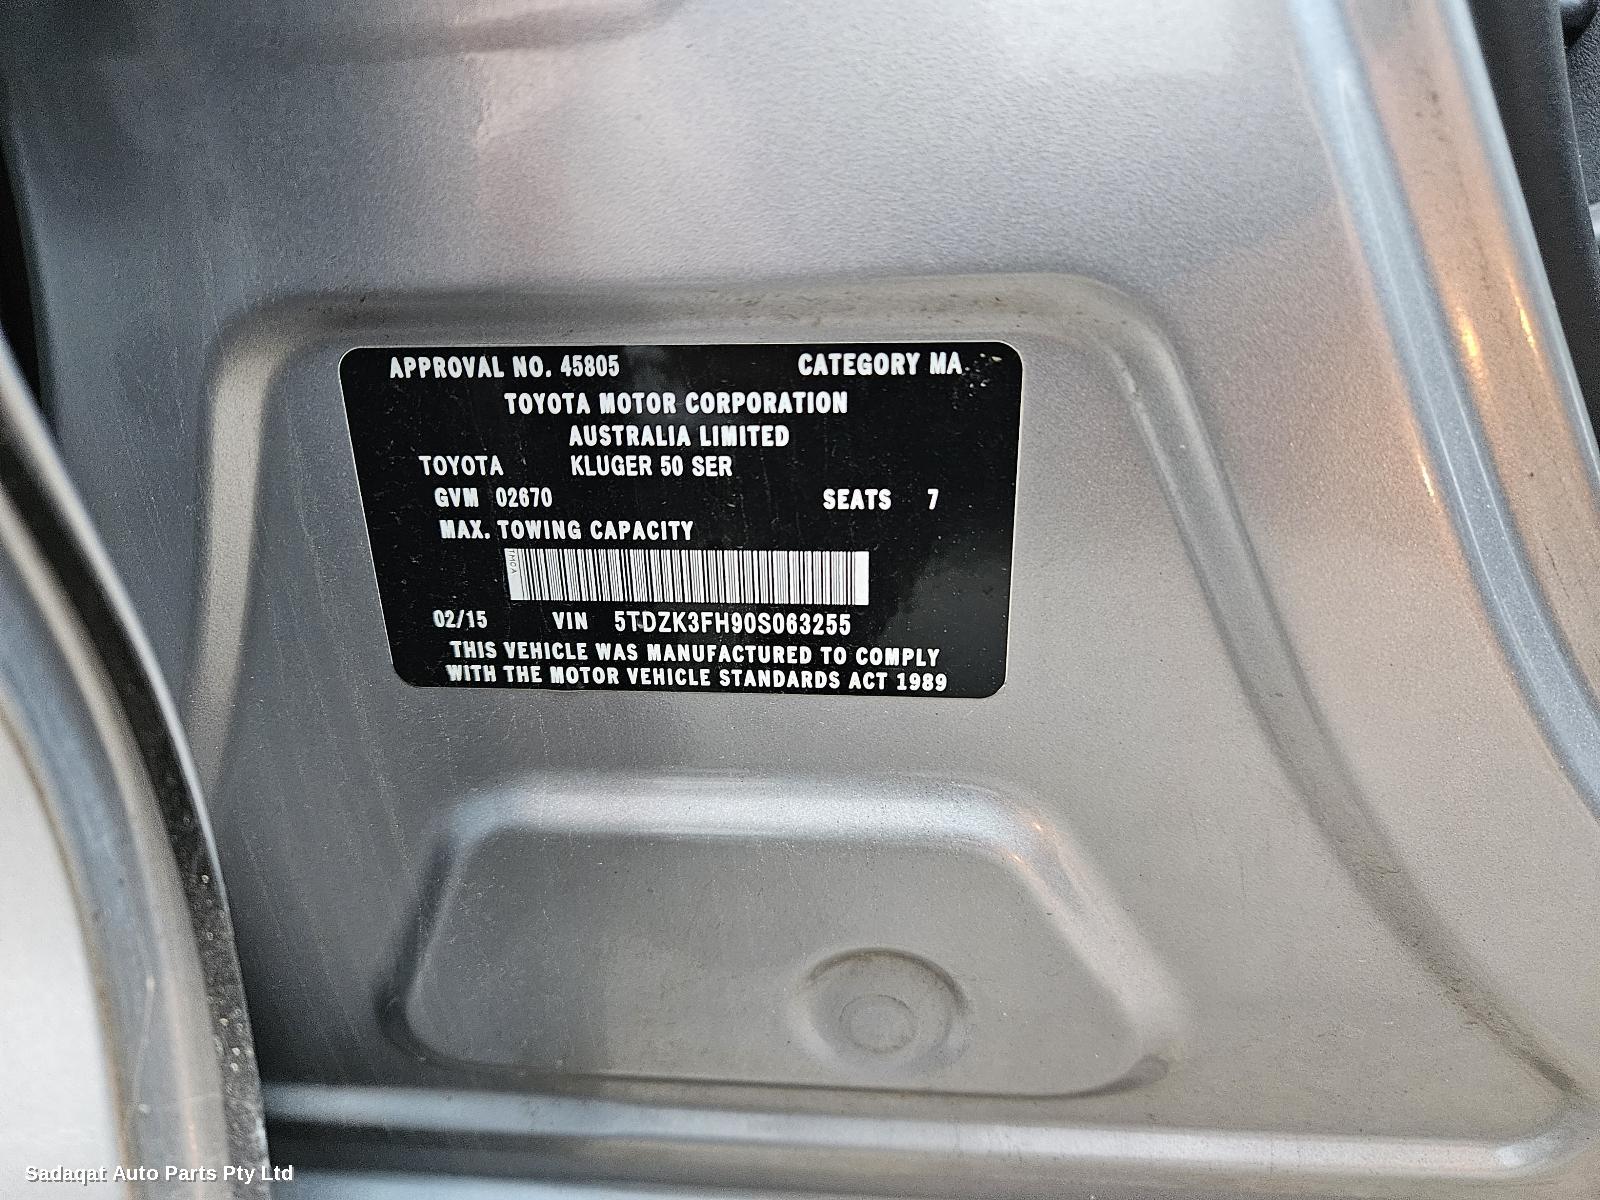 APPROVAL NO. 45805 CATEGORY MA
TOYOTA MOTOR CORPORATION
AUSTRALIA LIMITED
TOYOTA KLUGER 50 SER
GVM 02670 SEATS 7
MAX. TOWING CAPACITY
TMCA
02/15 VIN 5TDZK3FH90S063255
THIS VEHICLE WAS MANUFACTURED TO COMPLY
WITH THE MOTOR VEHICLE STANDARDS ACT 1989
Sadaqat Auto Parts Pty Ltd